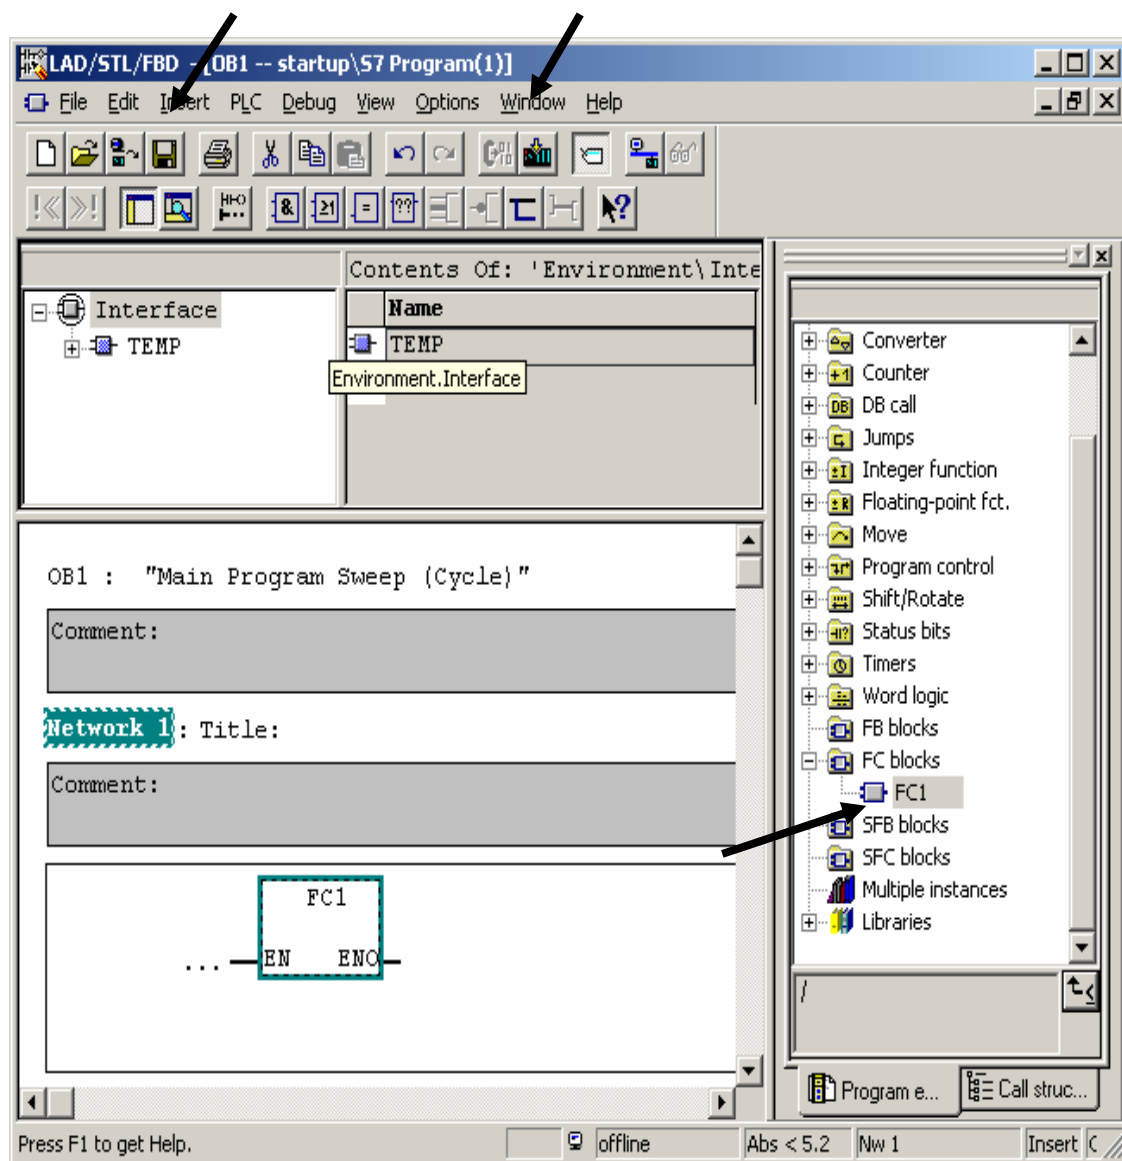 LAD/STL/FBD - [OB1 -- startup\S7 Program(1)]
File Edit Insert PLC Debug View Options Window Help
Contents Of: 'Environment\Inte
Interface
TEMP
Name
TEMP
Environment.Interface
OB1 : "Main Program Sweep (Cycle)"
Comment:
Network 1: Title:
Comment:
FC1
... EN ENO
Converter
Counter
DB call
Jumps
Integer function
Floating-point fct.
Move
Program control
Shift/Rotate
Status bits
Timers
Word logic
FB blocks
FC blocks
FC1
SFB blocks
SFC blocks
Multiple instances
Libraries
/
Program e... Call struc...
Press F1 to get Help. offline Abs < 5.2 Nw 1 Insert